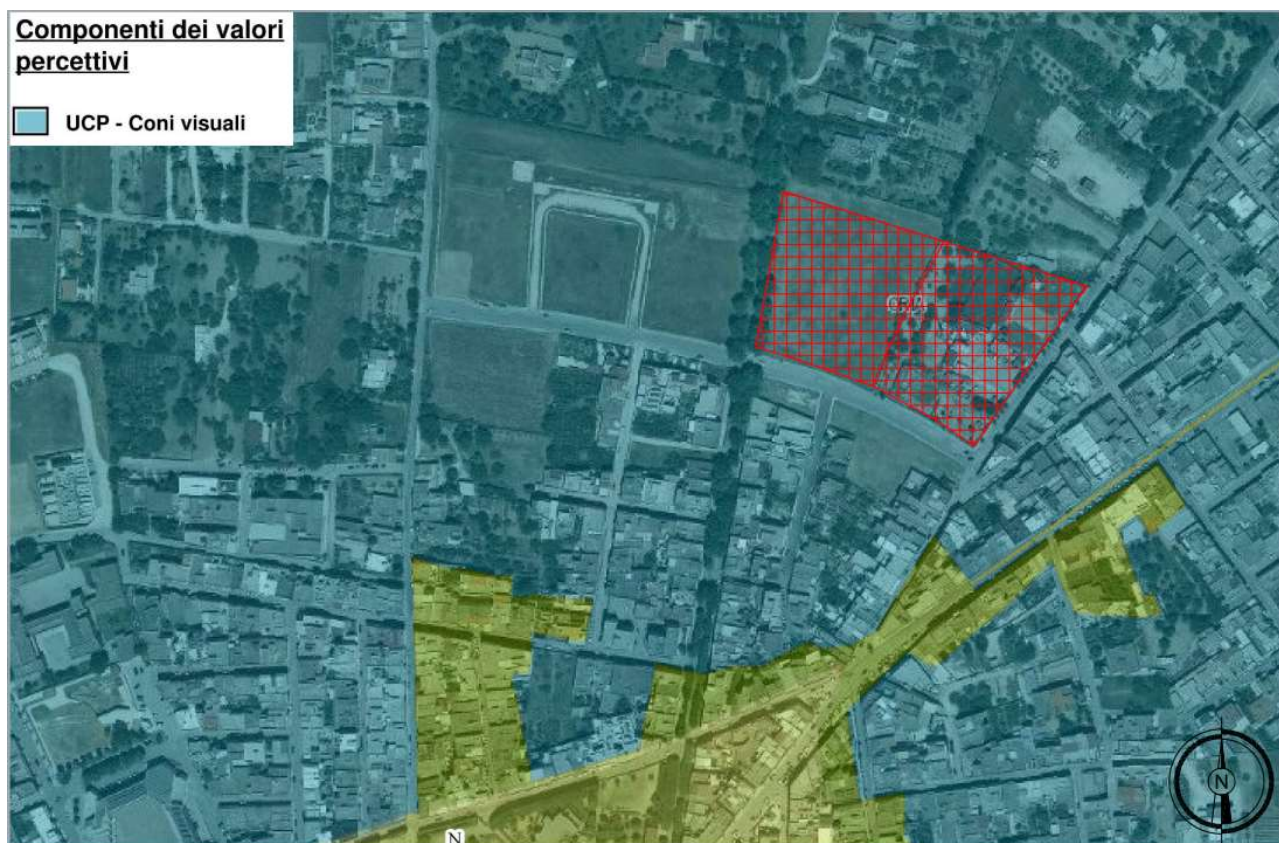 Componenti dei valori
percettivi
UCP - Coni visuali
N
N